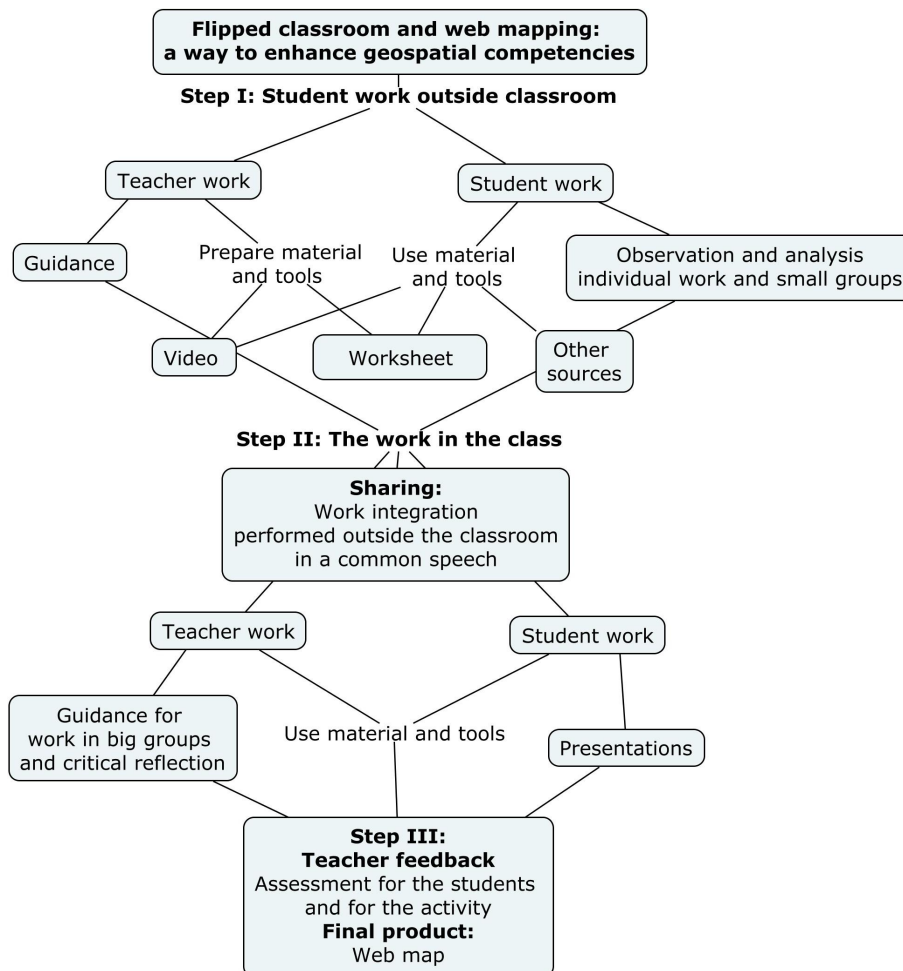 Flipped classroom and web mapping:
a way to enhance geospatial competencies
Step I: Student work outside classroom
Teacher work
Student work
Guidance
Prepare material
and tools
Use material
and tools
Observation and analysis
individual work and small groups
Video
Worksheet
Other
sources
Step II: The work in the class
Sharing:
Work integration
performed outside the classroom
in a common speech
Teacher work
Student work
Guidance for
work in big groups
and critical reflection
Use material and tools
Presentations
Step III:
Teacher feedback
Assessment for the students
and for the activity
Final product:
Web map